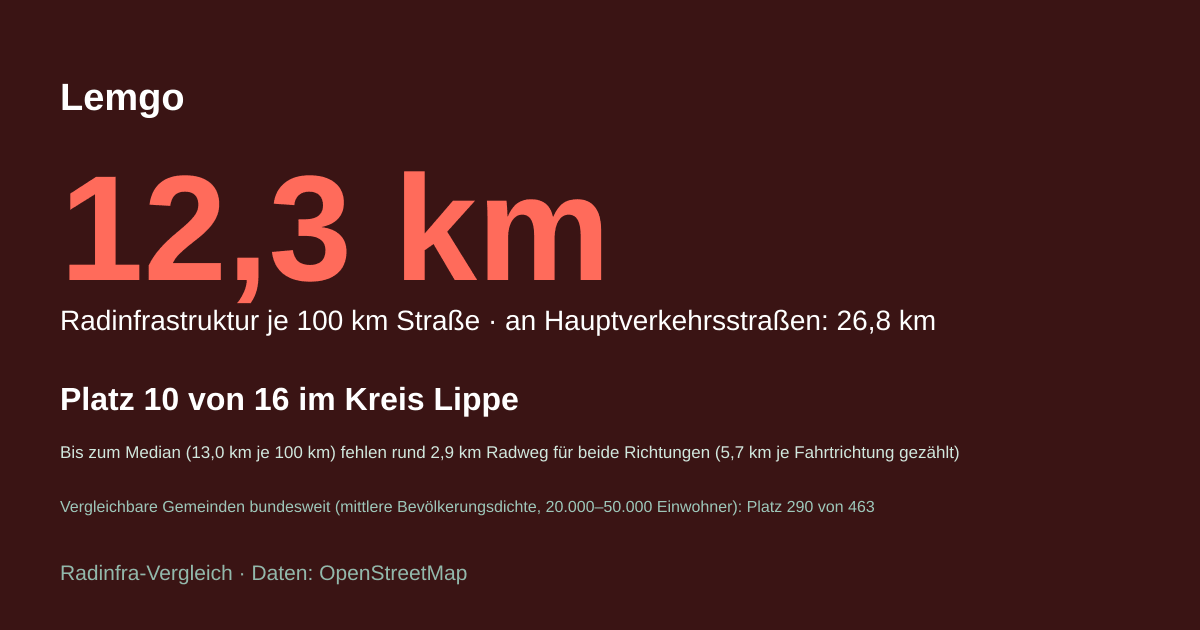 Lemgo
12,3 km
Radinfrastruktur je 100 km Straße · an Hauptverkehrsstraßen: 26,8 km
Platz 10 von 16 im Kreis Lippe
Bis zum Median (13,0 km je 100 km) fehlen rund 2,9 km Radweg für beide Richtungen (5,7 km je Fahrtrichtung gezählt)
Vergleichbare Gemeinden bundesweit (mittlere Bevölkerungsdichte, 20.000–50.000 Einwohner): Platz 290 von 463
Radinfra-Vergleich · Daten: OpenStreetMap